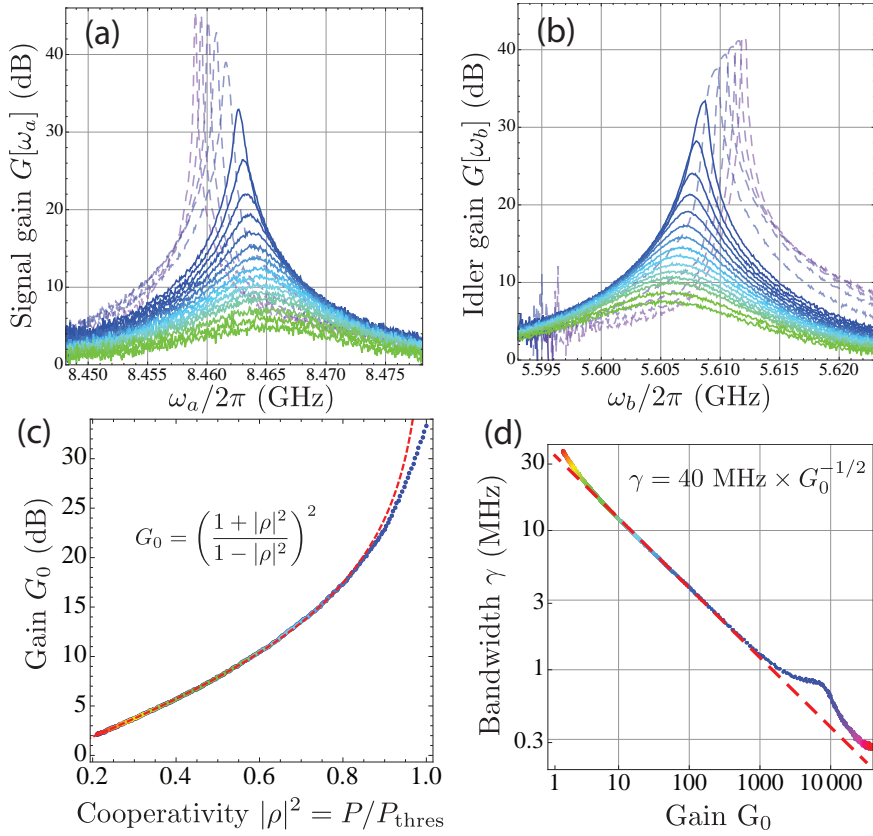 (a)
Signal gain G[ω_a] (dB)
40
30
20
10
0
8.450 8.455 8.460 8.465 8.470 8.475
ω_a/2π (GHz)
(b)
Idler gain G[ω_b] (dB)
40
30
20
10
0
5.595 5.600 5.605 5.610 5.615 5.620
ω_b/2π (GHz)
(c)
Gain G_0 (dB)
30
25
20
15
10
5
0
G_0 = ((1 + |ρ|^2)/(1 − |ρ|^2))^2
0.2 0.4 0.6 0.8 1.0
Cooperativity |ρ|^2 = P/P_thres
(d)
Bandwidth γ (MHz)
30
10
3
1
0.3
γ = 40 MHz × G_0^{−1/2}
1 10 100 1000 10 000
Gain G_0